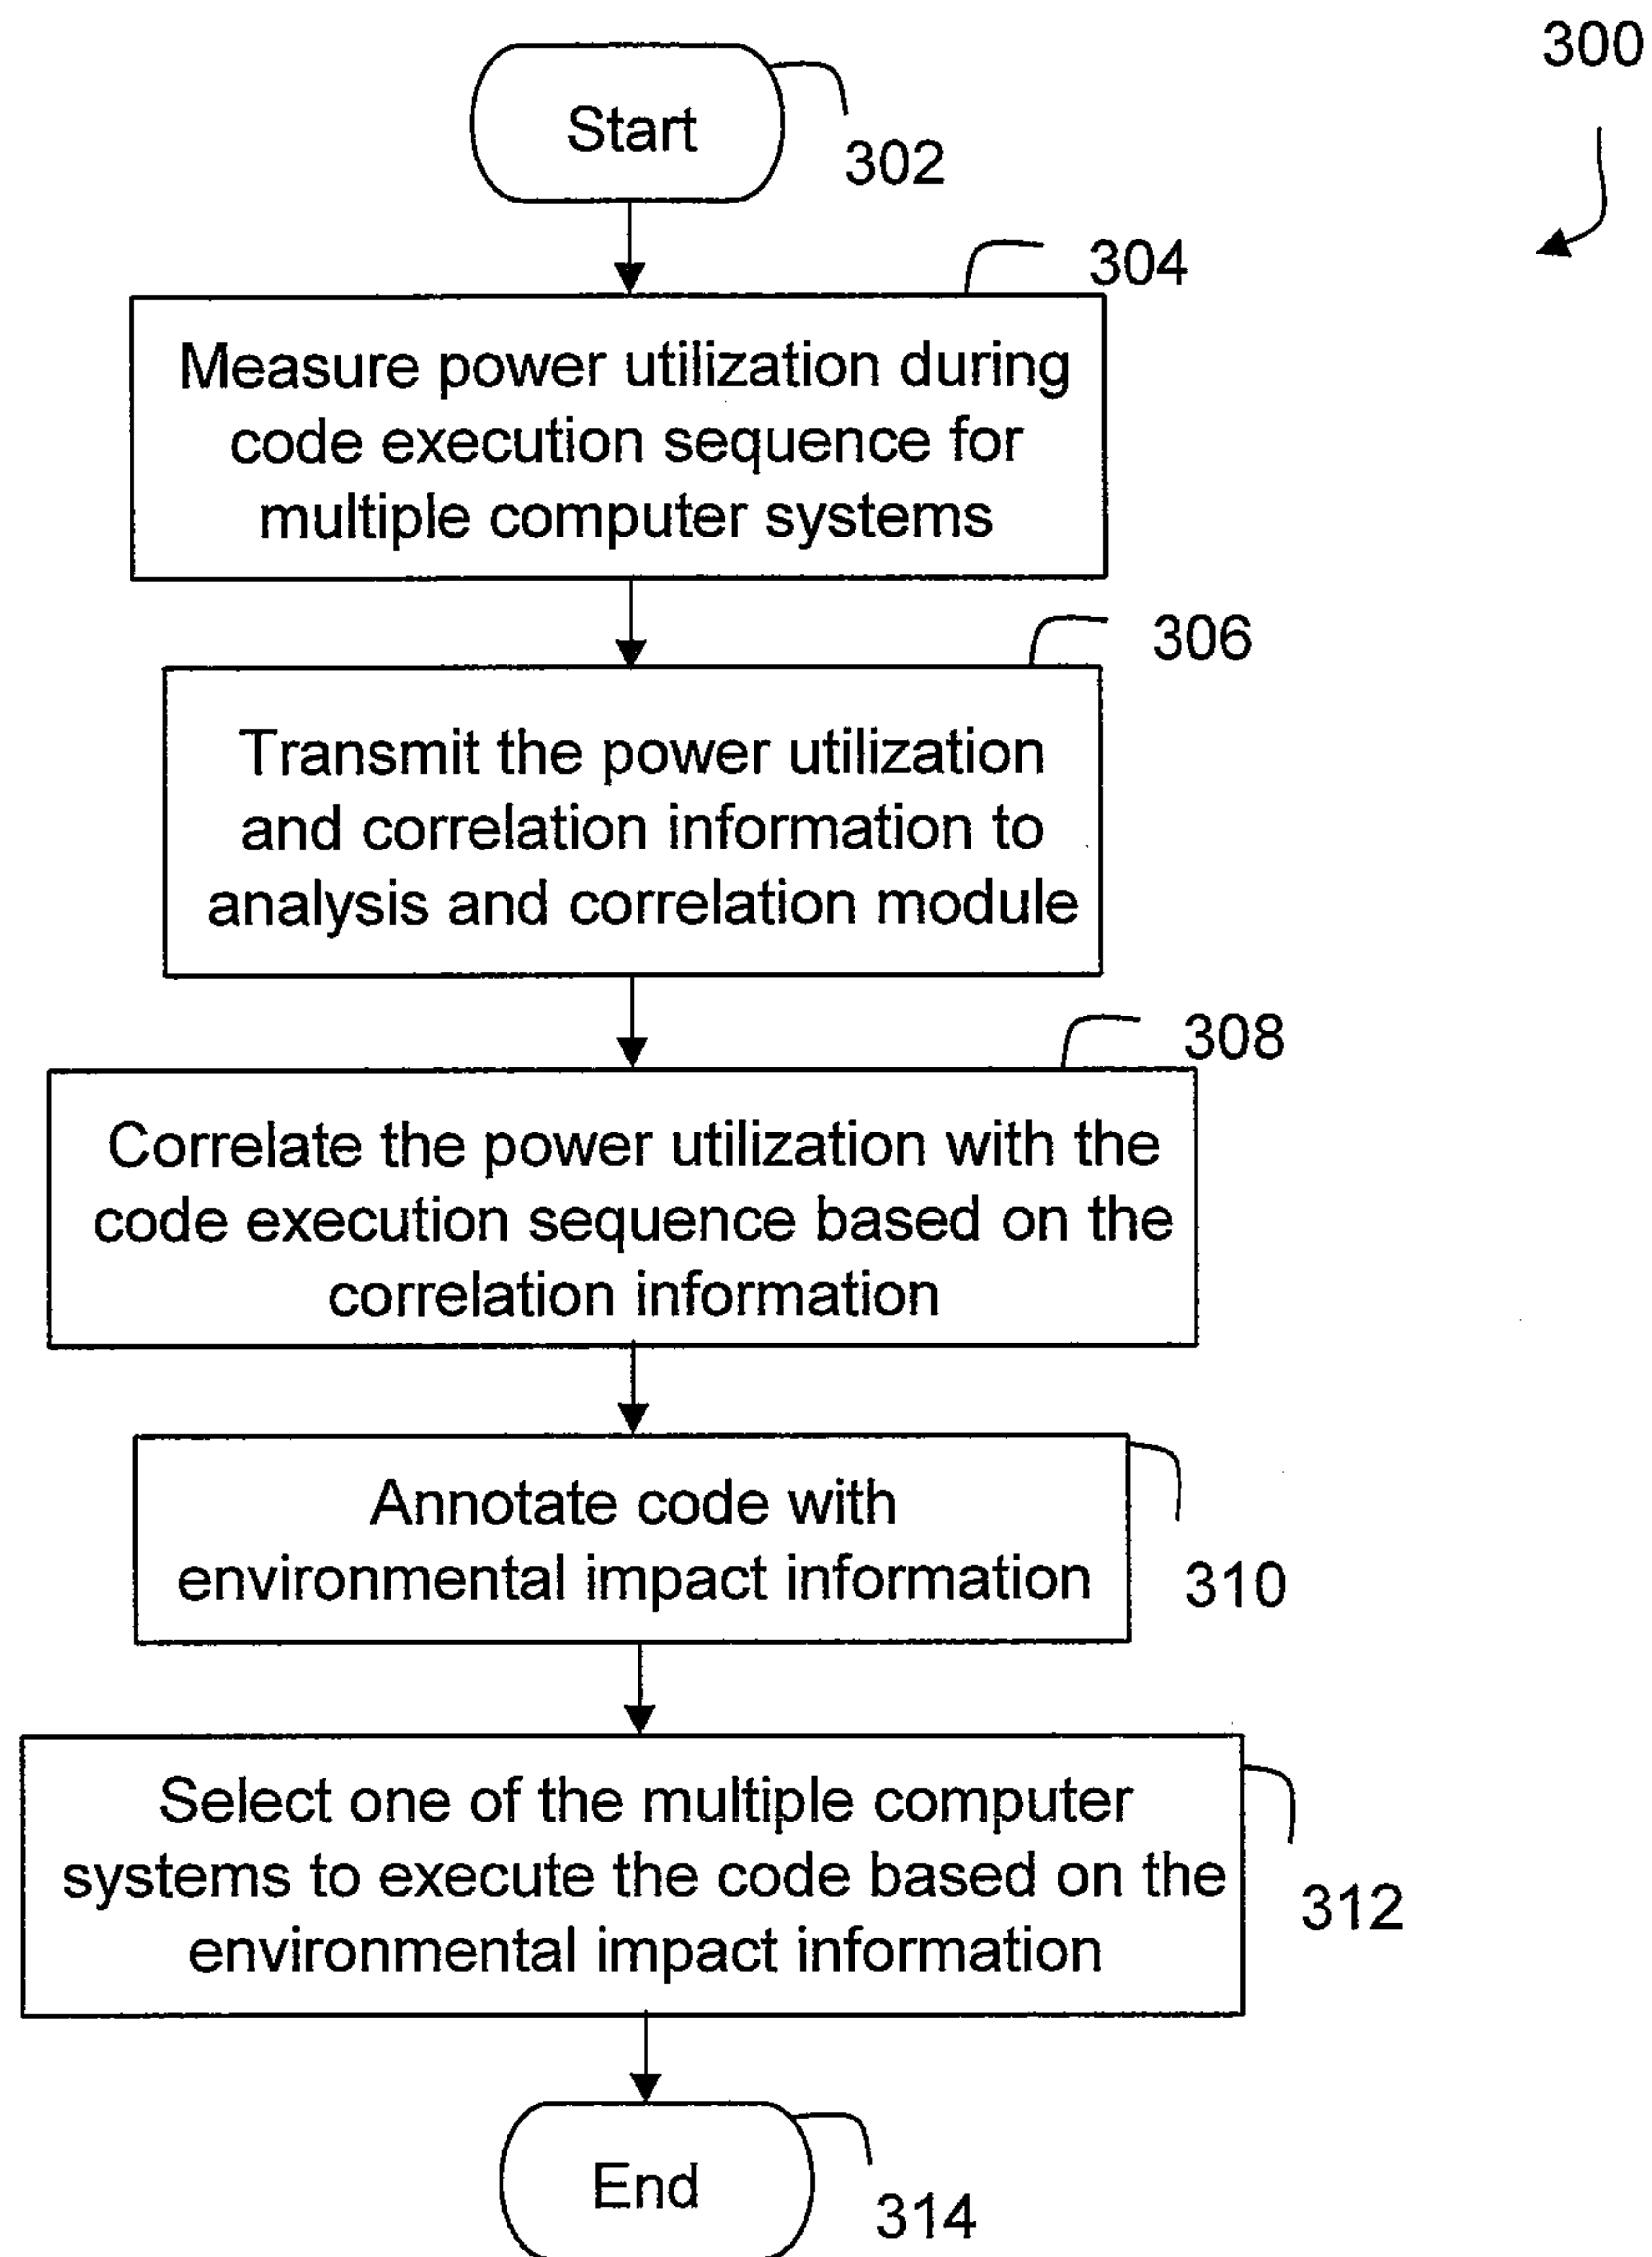 300
Start
302
304
Measure power utilization during
code execution sequence for
multiple computer systems
306
Transmit the power utilization
and correlation information to
analysis and correlation module
308
Correlate the power utilization with the
code execution sequence based on the
correlation information
Annotate code with
environmental impact information
310
Select one of the multiple computer
systems to execute the code based on the
environmental impact information
312
End
314